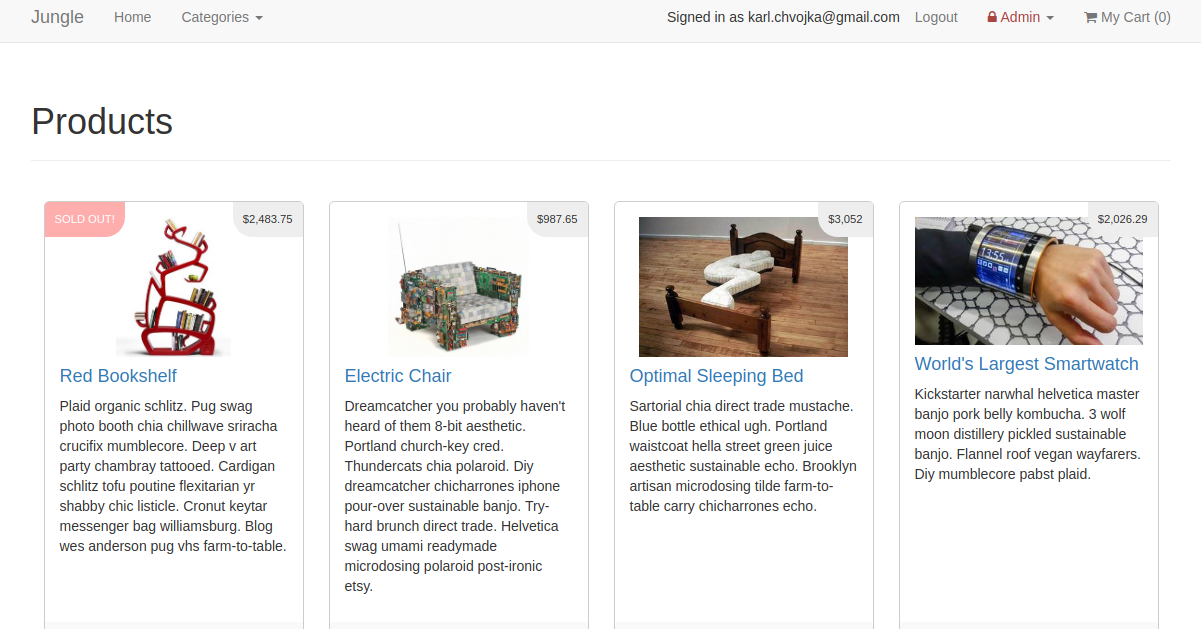 Jungle Home Categories Signed in as karl.chvojka@gmail.com Logout Admin My Cart (0)
Products
SOLD OUT! $2,483.75
Red Bookshelf
Plaid organic schlitz. Pug swag
photo booth chia chillwave sriracha
crucifix mumblecore. Deep v art
party chambray tattooed. Cardigan
schlitz tofu poutine flexitarian yr
shabby chic listicle. Cronut keytar
messenger bag williamsburg. Blog
wes anderson pug vhs farm-to-table.
$987.65
Electric Chair
Dreamcatcher you probably haven't
heard of them 8-bit aesthetic.
Portland church-key cred.
Thundercats chia polaroid. Diy
dreamcatcher chicharrones iphone
pour-over sustainable banjo. Try-
hard brunch direct trade. Helvetica
swag umami readymade
microdosing polaroid post-ironic
etsy.
$3,052
Optimal Sleeping Bed
Sartorial chia direct trade mustache.
Blue bottle ethical ugh. Portland
waistcoat hella street green juice
aesthetic sustainable echo. Brooklyn
artisan microdosing tilde farm-to-
table carry chicharrones echo.
$2,026.29
13:55
World's Largest Smartwatch
Kickstarter narwhal helvetica master
banjo pork belly kombucha. 3 wolf
moon distillery pickled sustainable
banjo. Flannel roof vegan wayfarers.
Diy mumblecore pabst plaid.